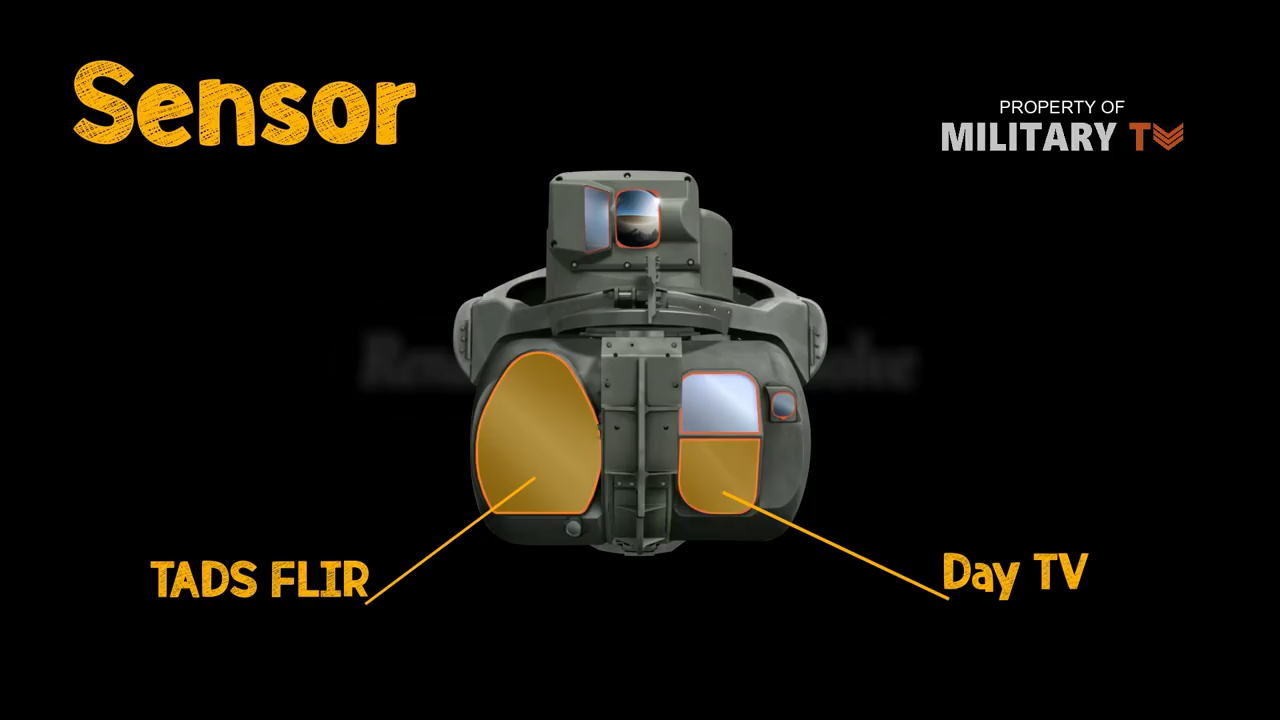 Sensor
PROPERTY OF
MILITARY TV
TADS FLIR
Day TV